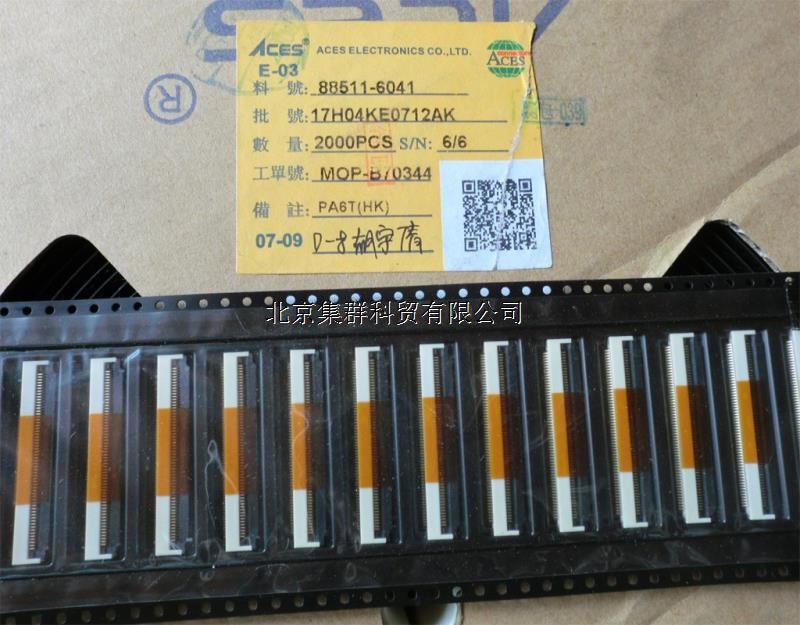 ACES
®
ACES® ACES ELECTRONICS CO.,LTD.
ACES
E-03
料 號: 88511-6041
批 號: 17H04KE0712AK
數 量: 2000PCS S/N: 6/6
工單號: MOP-B70344
備 註: PA6T(HK)
07-09
北京集群科贸有限公司